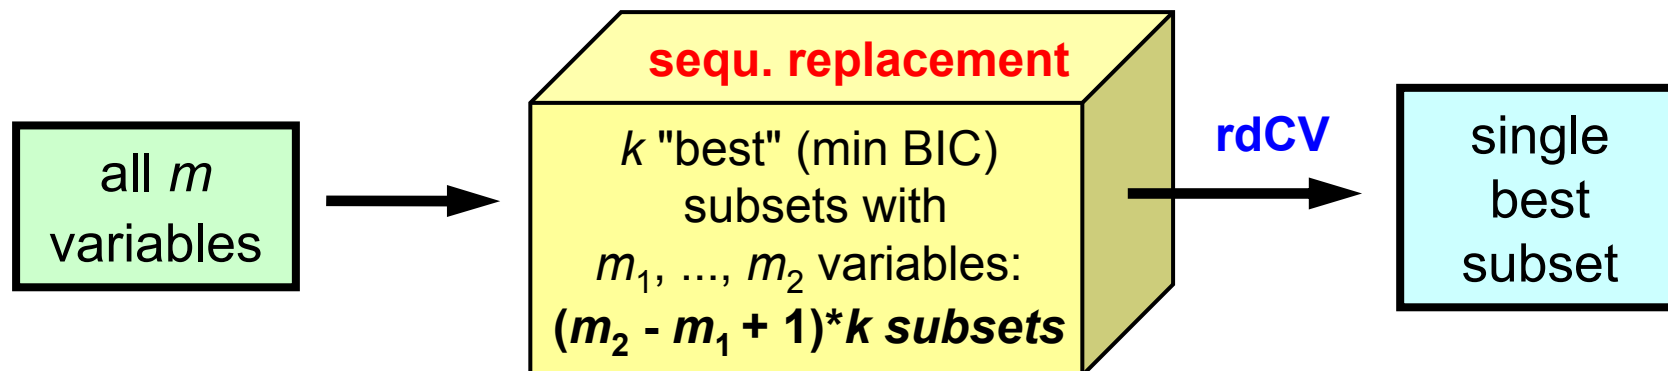 all m
variables
sequ. replacement
k "best" (min BIC)
subsets with
m₁, ..., m₂ variables:
(m₂ - m₁ + 1)*k subsets
rdCV
single
best
subset